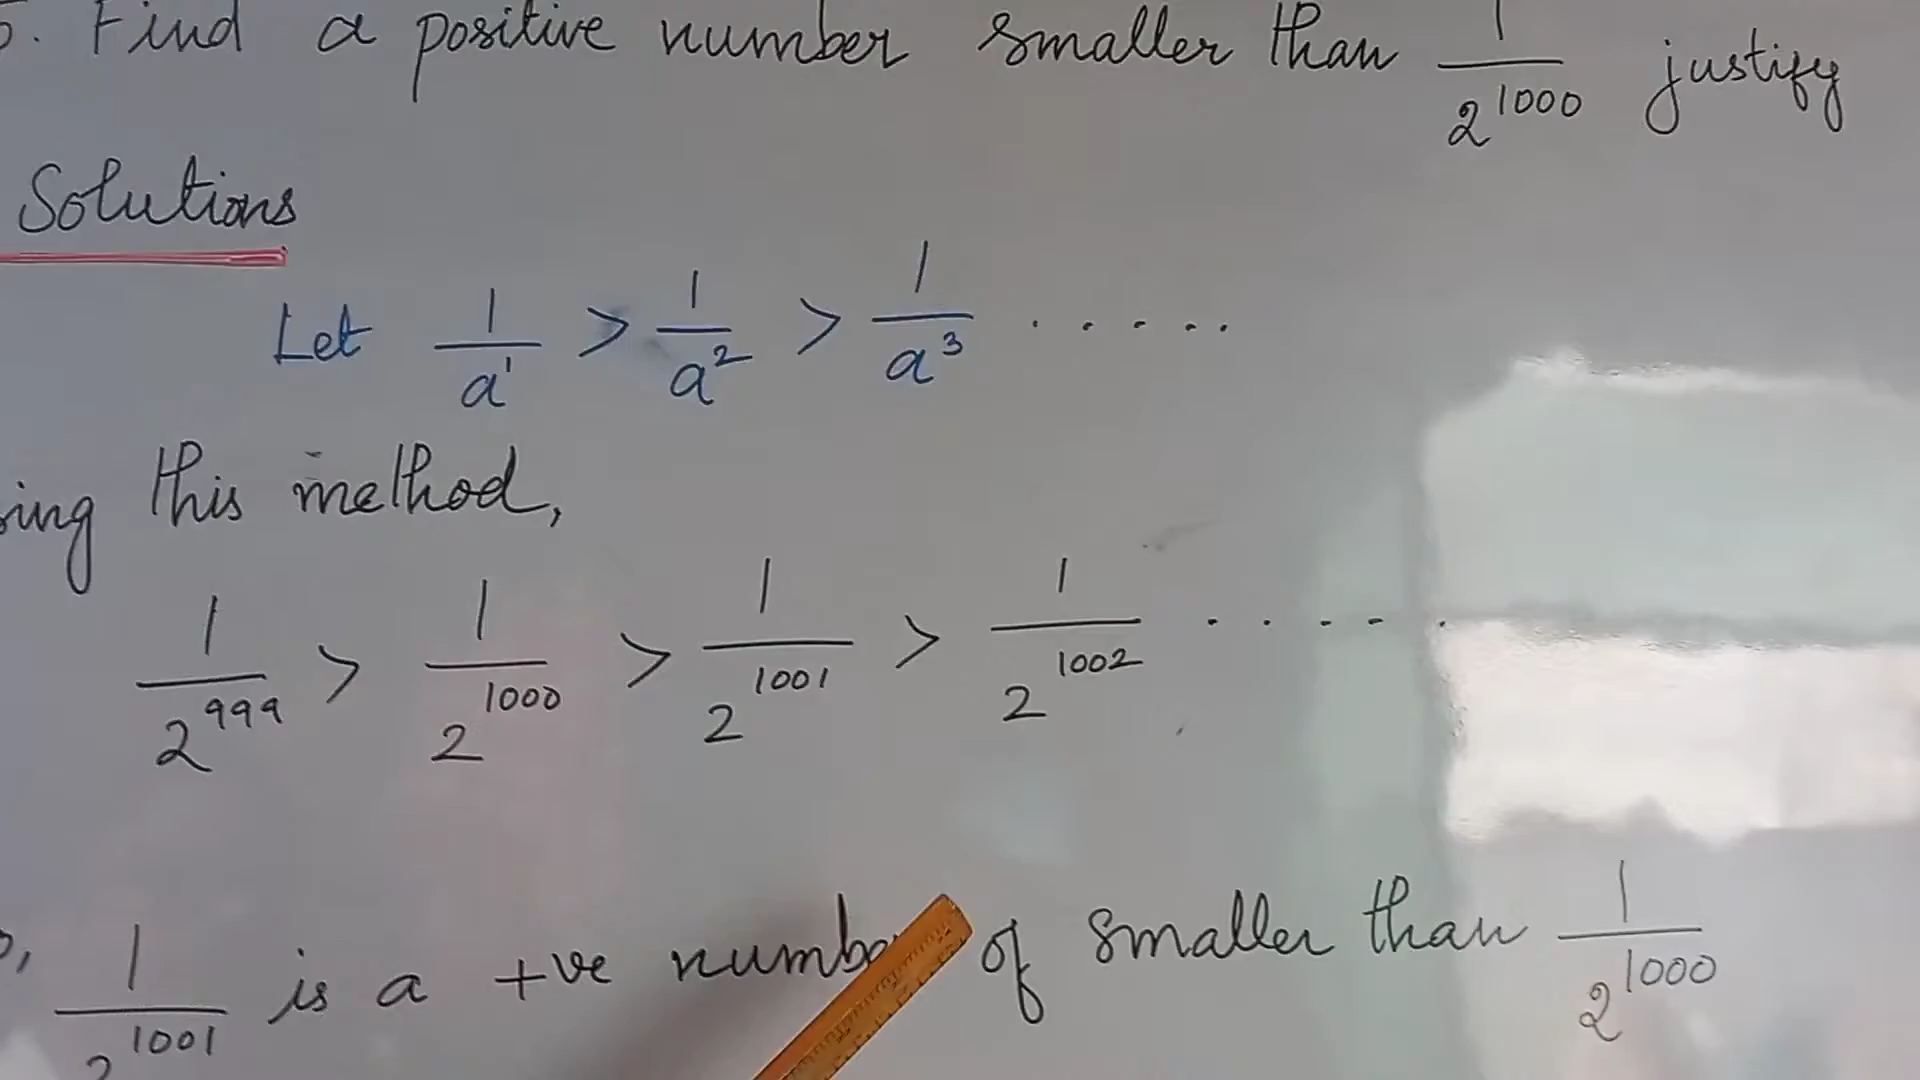 5. Find a positive number smaller than 1/2^1000 justify
Solutions
Let 1/a^1 > 1/a^2 > 1/a^3 . . . . .
this method,
1/2^999 > 1/2^1000 > 1/2^1001 > 1/2^1002 . . . . .
1/2^1001 is a +ve number of smaller than 1/2^1000